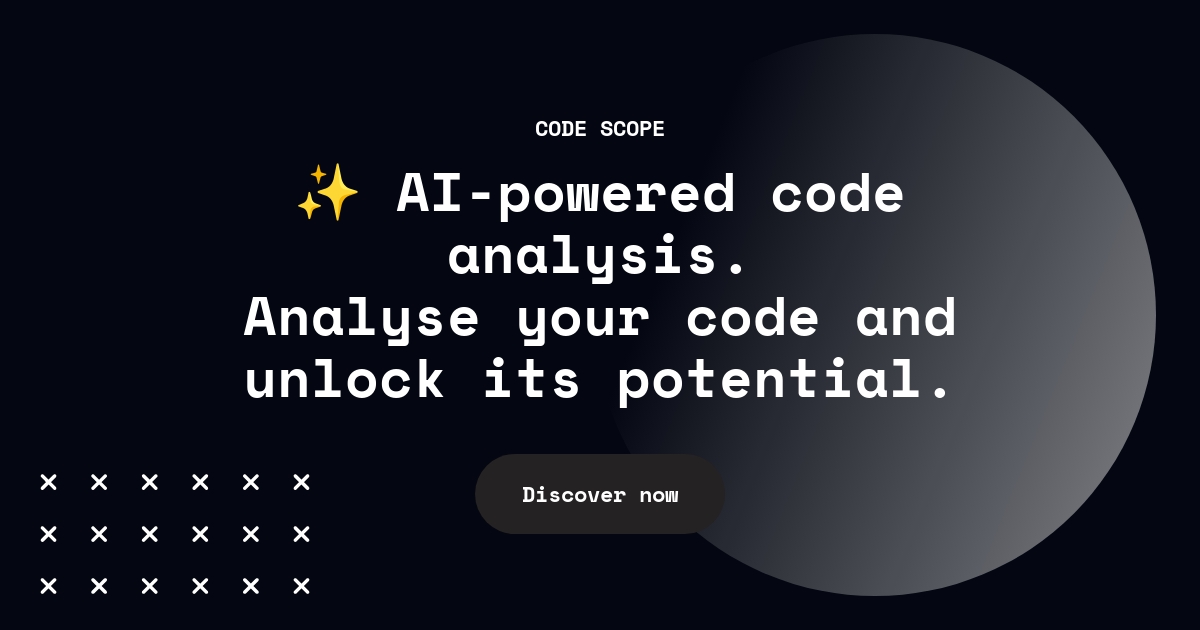 CODE SCOPE
✨ AI-powered code
analysis.
Analyse your code and
unlock its potential.
Discover now